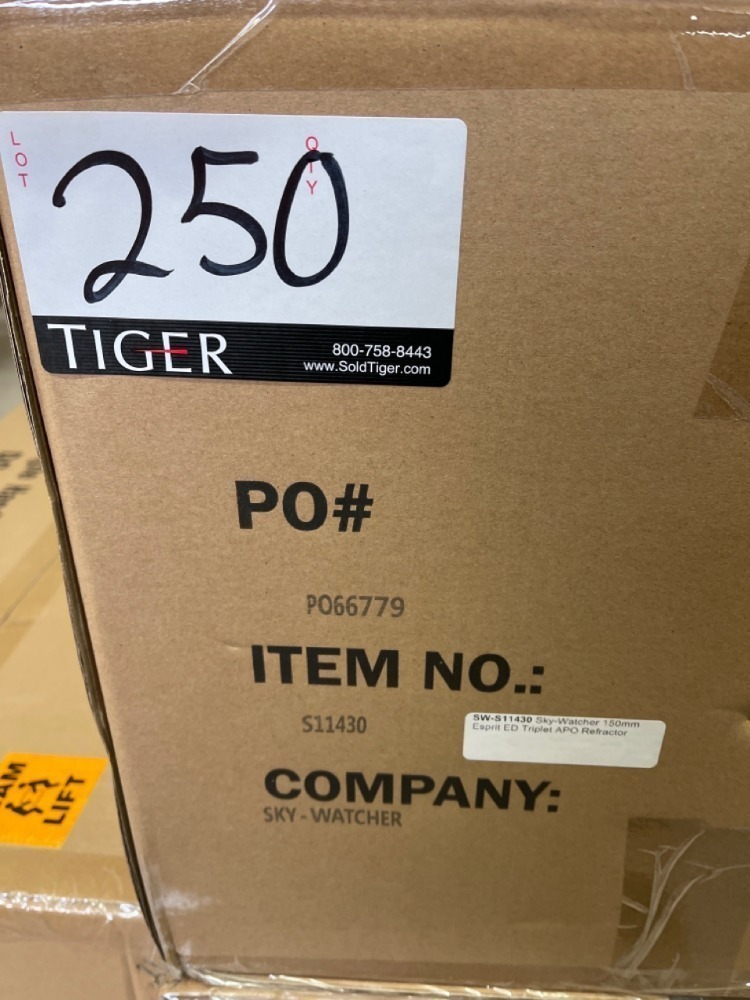 LOT
QTY
250
TIGER
800-758-8443
www.SoldTiger.com
PO#
PO66779
ITEM NO.:
S11430
SW-S11430 Sky-Watcher 150mm
Esprit ED Triplet APO Refractor
COMPANY:
SKY-WATCHER
AM
LIFT